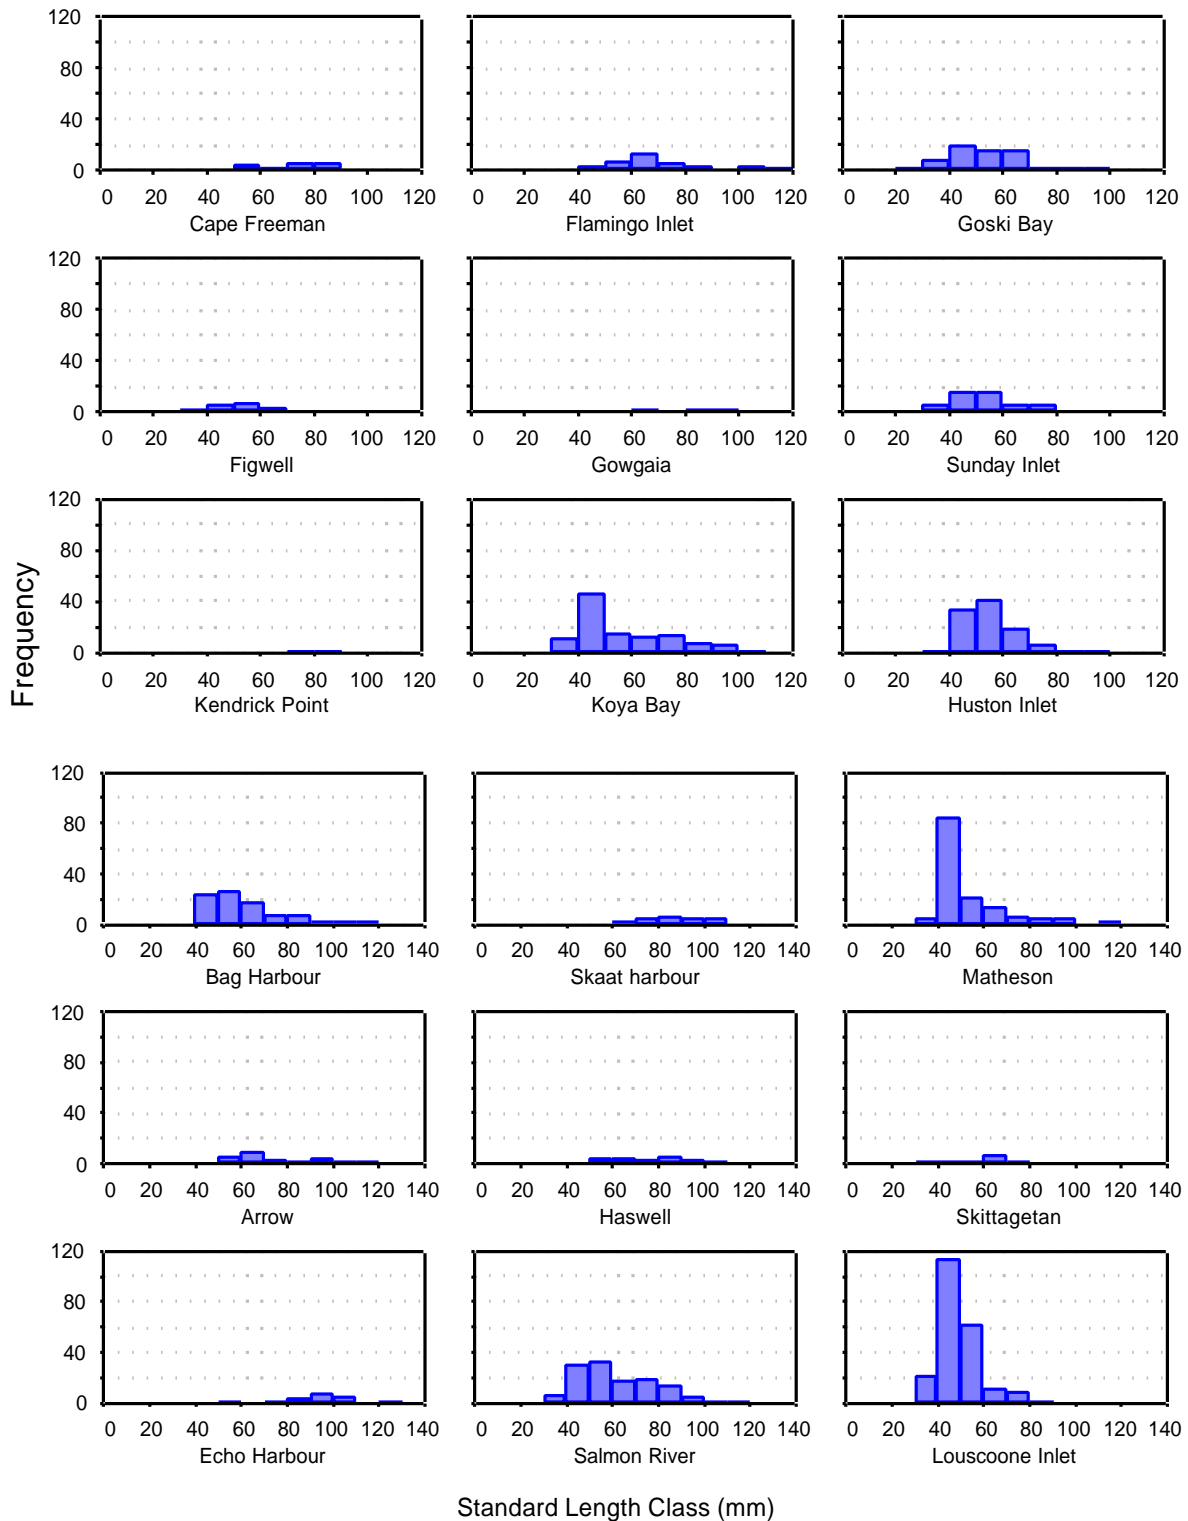 120
80
40
0
0 20 40 60 80 100 120
Cape Freeman
0 20 40 60 80 100 120
Flamingo Inlet
0 20 40 60 80 100 120
Goski Bay
120
80
40
0
0 20 40 60 80 100 120
Figwell
0 20 40 60 80 100 120
Gowgaia
0 20 40 60 80 100 120
Sunday Inlet
Frequency
120
80
40
0
0 20 40 60 80 100 120
Kendrick Point
0 20 40 60 80 100 120
Koya Bay
0 20 40 60 80 100 120
Huston Inlet
120
80
40
0
0 20 40 60 80 100 120 140
Bag Harbour
0 20 40 60 80 100 120 140
Skaat harbour
0 20 40 60 80 100 120 140
Matheson
120
80
40
0
0 20 40 60 80 100 120 140
Arrow
0 20 40 60 80 100 120 140
Haswell
0 20 40 60 80 100 120 140
Skittagetan
120
80
40
0
0 20 40 60 80 100 120 140
Echo Harbour
0 20 40 60 80 100 120 140
Salmon River
0 20 40 60 80 100 120 140
Louscoone Inlet
Standard Length Class (mm)